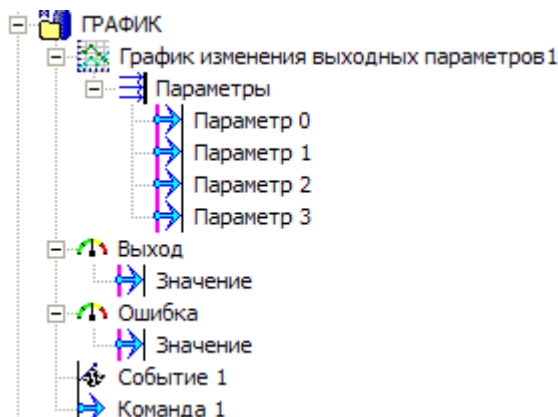 ГРАФИК
График изменения выходных параметров1
Параметры
Параметр 0
Параметр 1
Параметр 2
Параметр 3
Выход
Значение
Ошибка
Значение
Событие 1
Команда 1